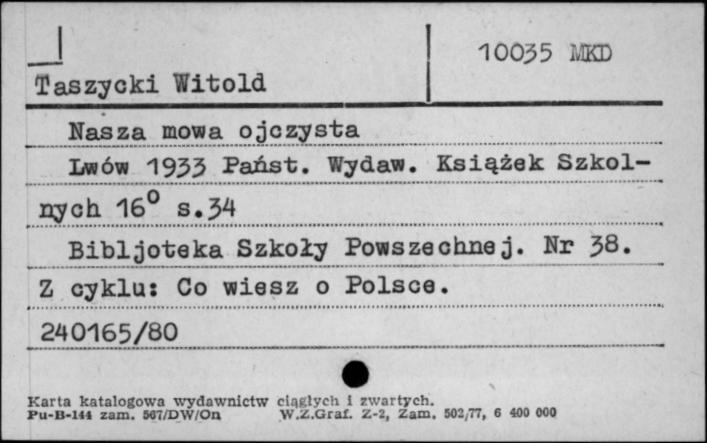 10035 MKD
Taszycki Witold
Nasza mowa ojczysta
Lwów 1933 Państ. Wydaw. Książek Szkol-
nych 16° s.34
Bibljoteka Szkoły Powszechnej. Nr 38.
Z cyklu: Co wiesz o Polsce.
240165/80
Karta katalogowa wydawnictw ciągłych i zwartych.
Pu-B-144 zam. 567/DW/On W.Z.Graf. Z-2, Zam. 502/77, 6 400 000